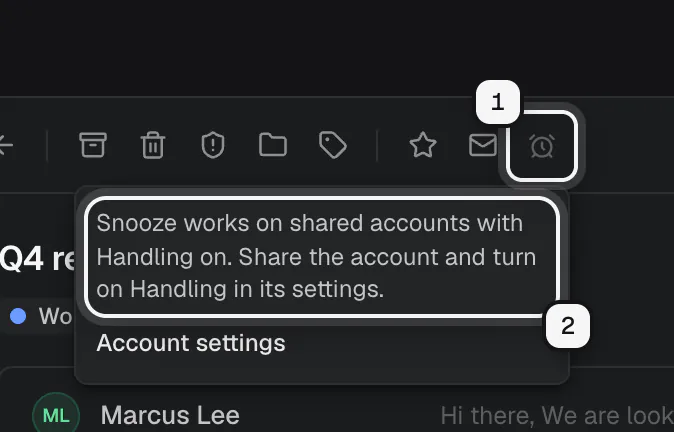 1
Snooze works on shared accounts with
Handling on. Share the account and turn
on Handling in its settings.
2
Account settings
Q4 re
Wo
ML
Marcus Lee
Hi there, We are look